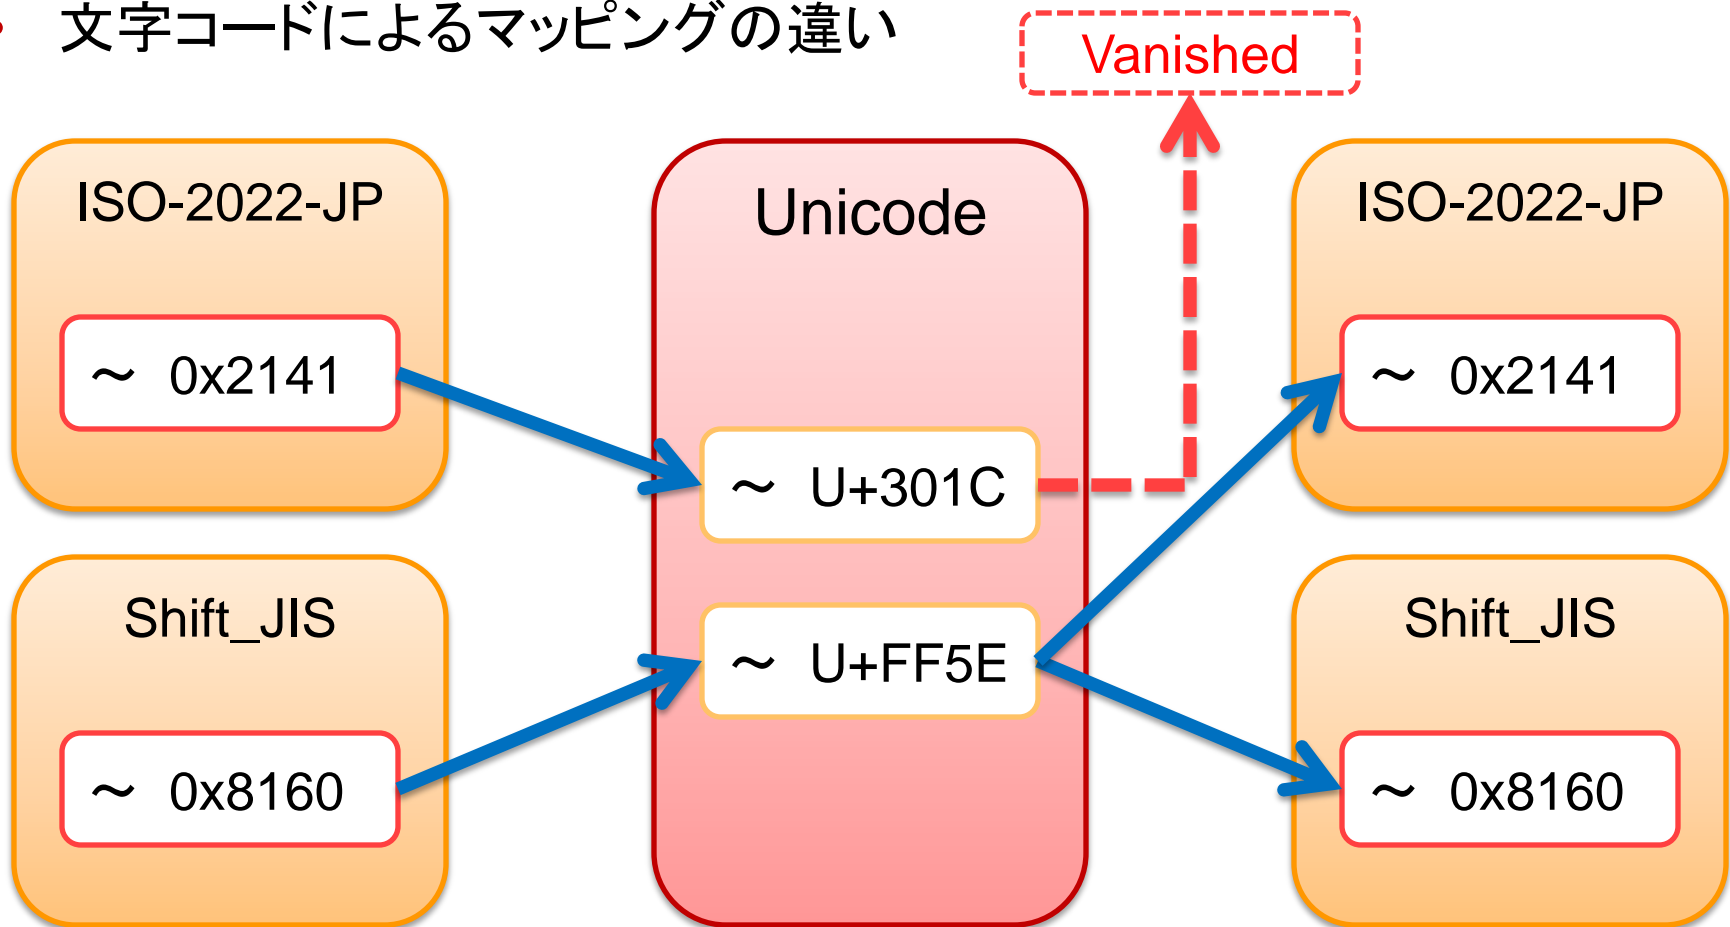 • 文字コードによるマッピングの違い
Vanished
ISO-2022-JP
～ 0x2141
Shift_JIS
～ 0x8160
Unicode
～ U+301C
～ U+FF5E
ISO-2022-JP
～ 0x2141
Shift_JIS
～ 0x8160